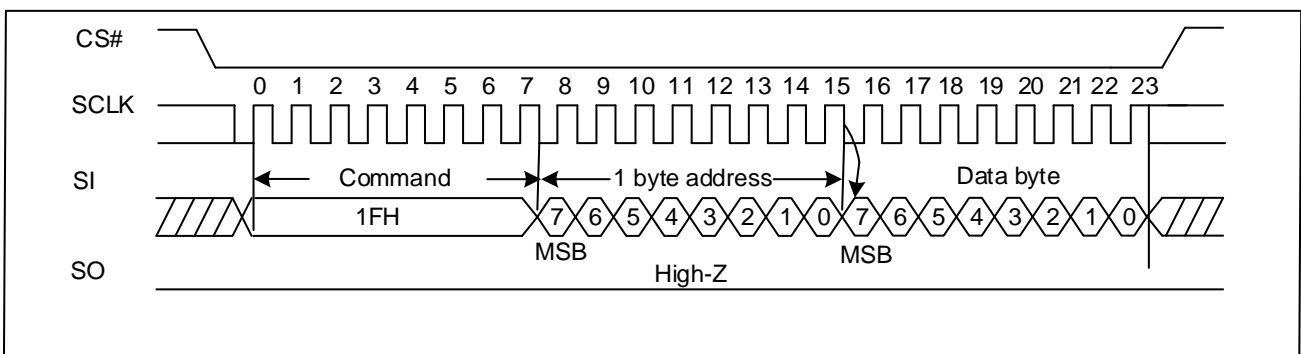 CS#
0 1 2 3 4 5 6 7 8 9 10 11 12 13 14 15 16 17 18 19 20 21 22 23
SCLK
SI Command 1 byte address Data byte
1FH 7 6 5 4 3 2 1 0 7 6 5 4 3 2 1 0
MSB MSB
SO High-Z